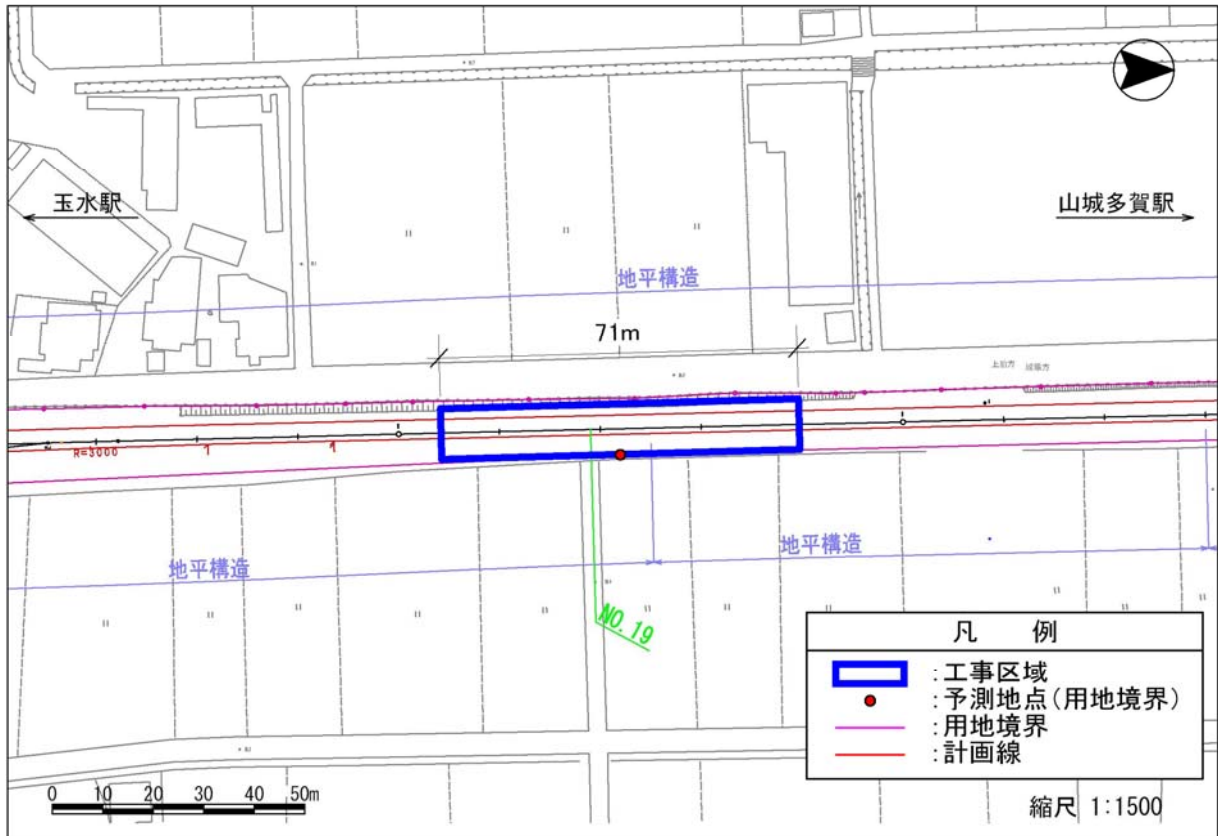 玉水駅
山城多賀駅
地平構造
71m
R=3000
地平構造
地平構造
NO.19
凡 例
:工事区域
:予測地点(用地境界)
:用地境界
:計画線
0 10 20 30 40 50m
縮尺 1:1500